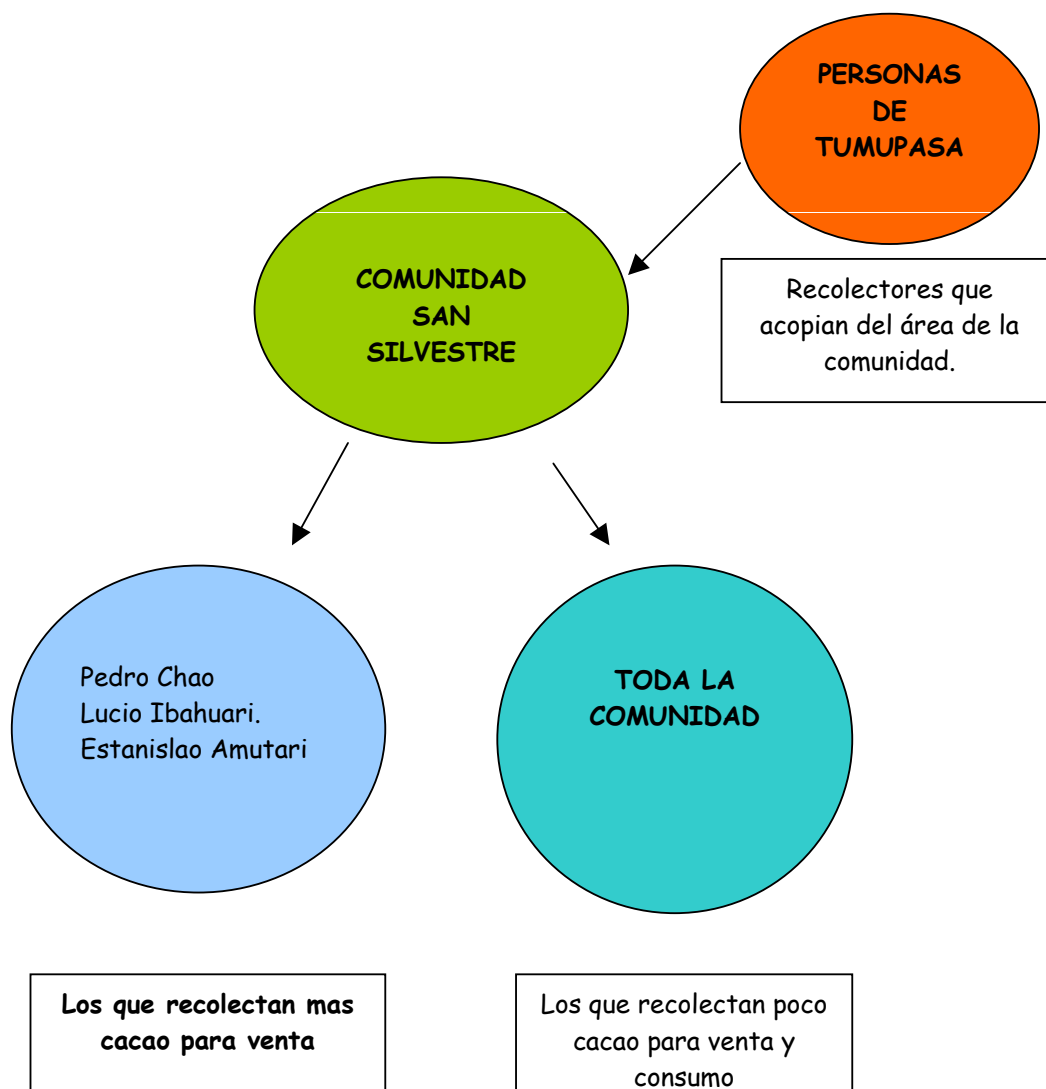 PERSONAS
DE
TUMUPASA
COMUNIDAD
SAN
SILVESTRE
Recolectores que
acopian del área de la
comunidad.
Pedro Chao
Lucio Ibahuari.
Estanislao Amutari
TODA LA
COMUNIDAD
Los que recolectan mas
cacao para venta
Los que recolectan poco
cacao para venta y
consumo